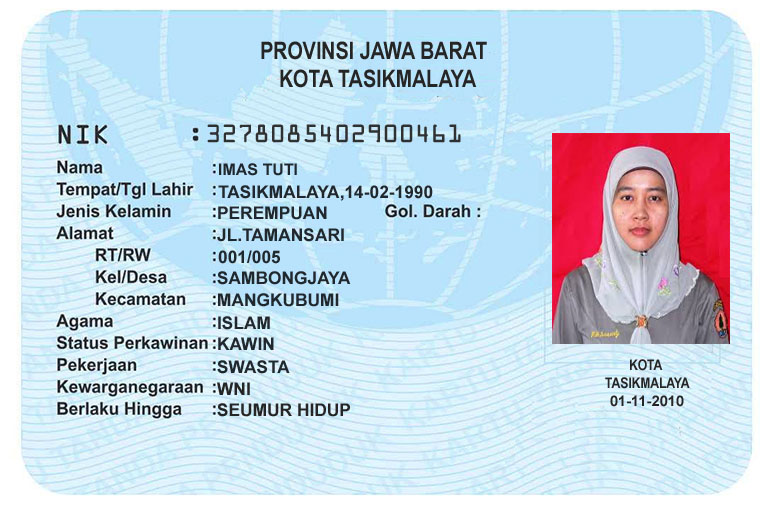 PROVINSI JAWA BARAT
KOTA TASIKMALAYA
NIK : 3278085402900461
Nama :IMAS TUTI
Tempat/Tgl Lahir :TASIKMALAYA,14-02-1990
Jenis Kelamin :PEREMPUAN Gol. Darah :
Alamat :JL.TAMANSARI
RT/RW :001/005
Kel/Desa :SAMBONGJAYA
Kecamatan :MANGKUBUMI
Agama :ISLAM
Status Perkawinan :KAWIN
Pekerjaan :SWASTA
Kewarganegaraan :WNI
Berlaku Hingga :SEUMUR HIDUP
KOTA
TASIKMALAYA
01-11-2010